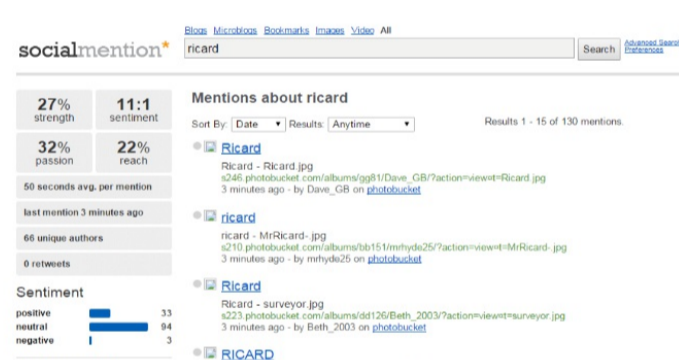 Blogs Microblogs Bookmarks Images Video All
socialmention*
ricard
Search
Advanced Search
Preferences
27%
strength
11:1
sentiment
32%
passion
22%
reach
50 seconds avg. per mention
last mention 3 minutes ago
66 unique authors
0 retweets
Sentiment
positive 33
neutral 94
negative 3
Mentions about ricard
Sort By: Date Results: Anytime
Results 1 - 15 of 130 mentions.
Ricard
Ricard - Ricard.jpg
s246.photobucket.com/albums/gg81/Dave_GB/?action=view¤t=Ricard.jpg
3 minutes ago - by Dave_GB on photobucket
ricard
ricard - MrRicard-.jpg
s210.photobucket.com/albums/bb151/mrhyde25/?action=view¤t=MrRicard-.jpg
3 minutes ago - by mrhyde25 on photobucket
Ricard
Ricard - surveyor.jpg
s223.photobucket.com/albums/dd126/Beth_2003/?action=view¤t=surveyor.jpg
3 minutes ago - by Beth_2003 on photobucket
RICARD